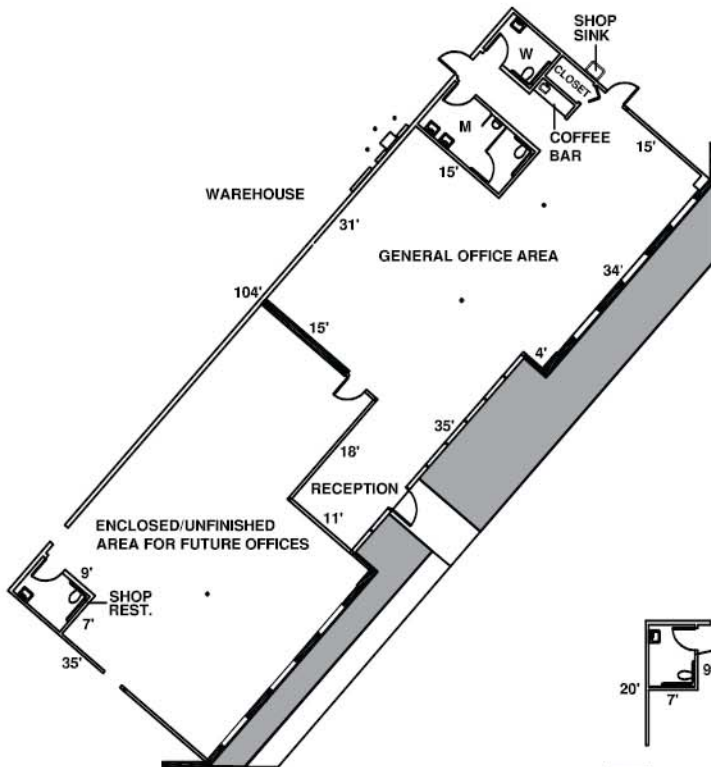 SHOP
SINK
W
CLOSET
M
COFFEE
BAR
15'
15'
WAREHOUSE
31'
GENERAL OFFICE AREA
34'
104'
15'
4'
35'
18'
RECEPTION
11'
ENCLOSED/UNFINISHED
AREA FOR FUTURE OFFICES
9'
SHOP
REST.
7'
35'
20'
9'
7'